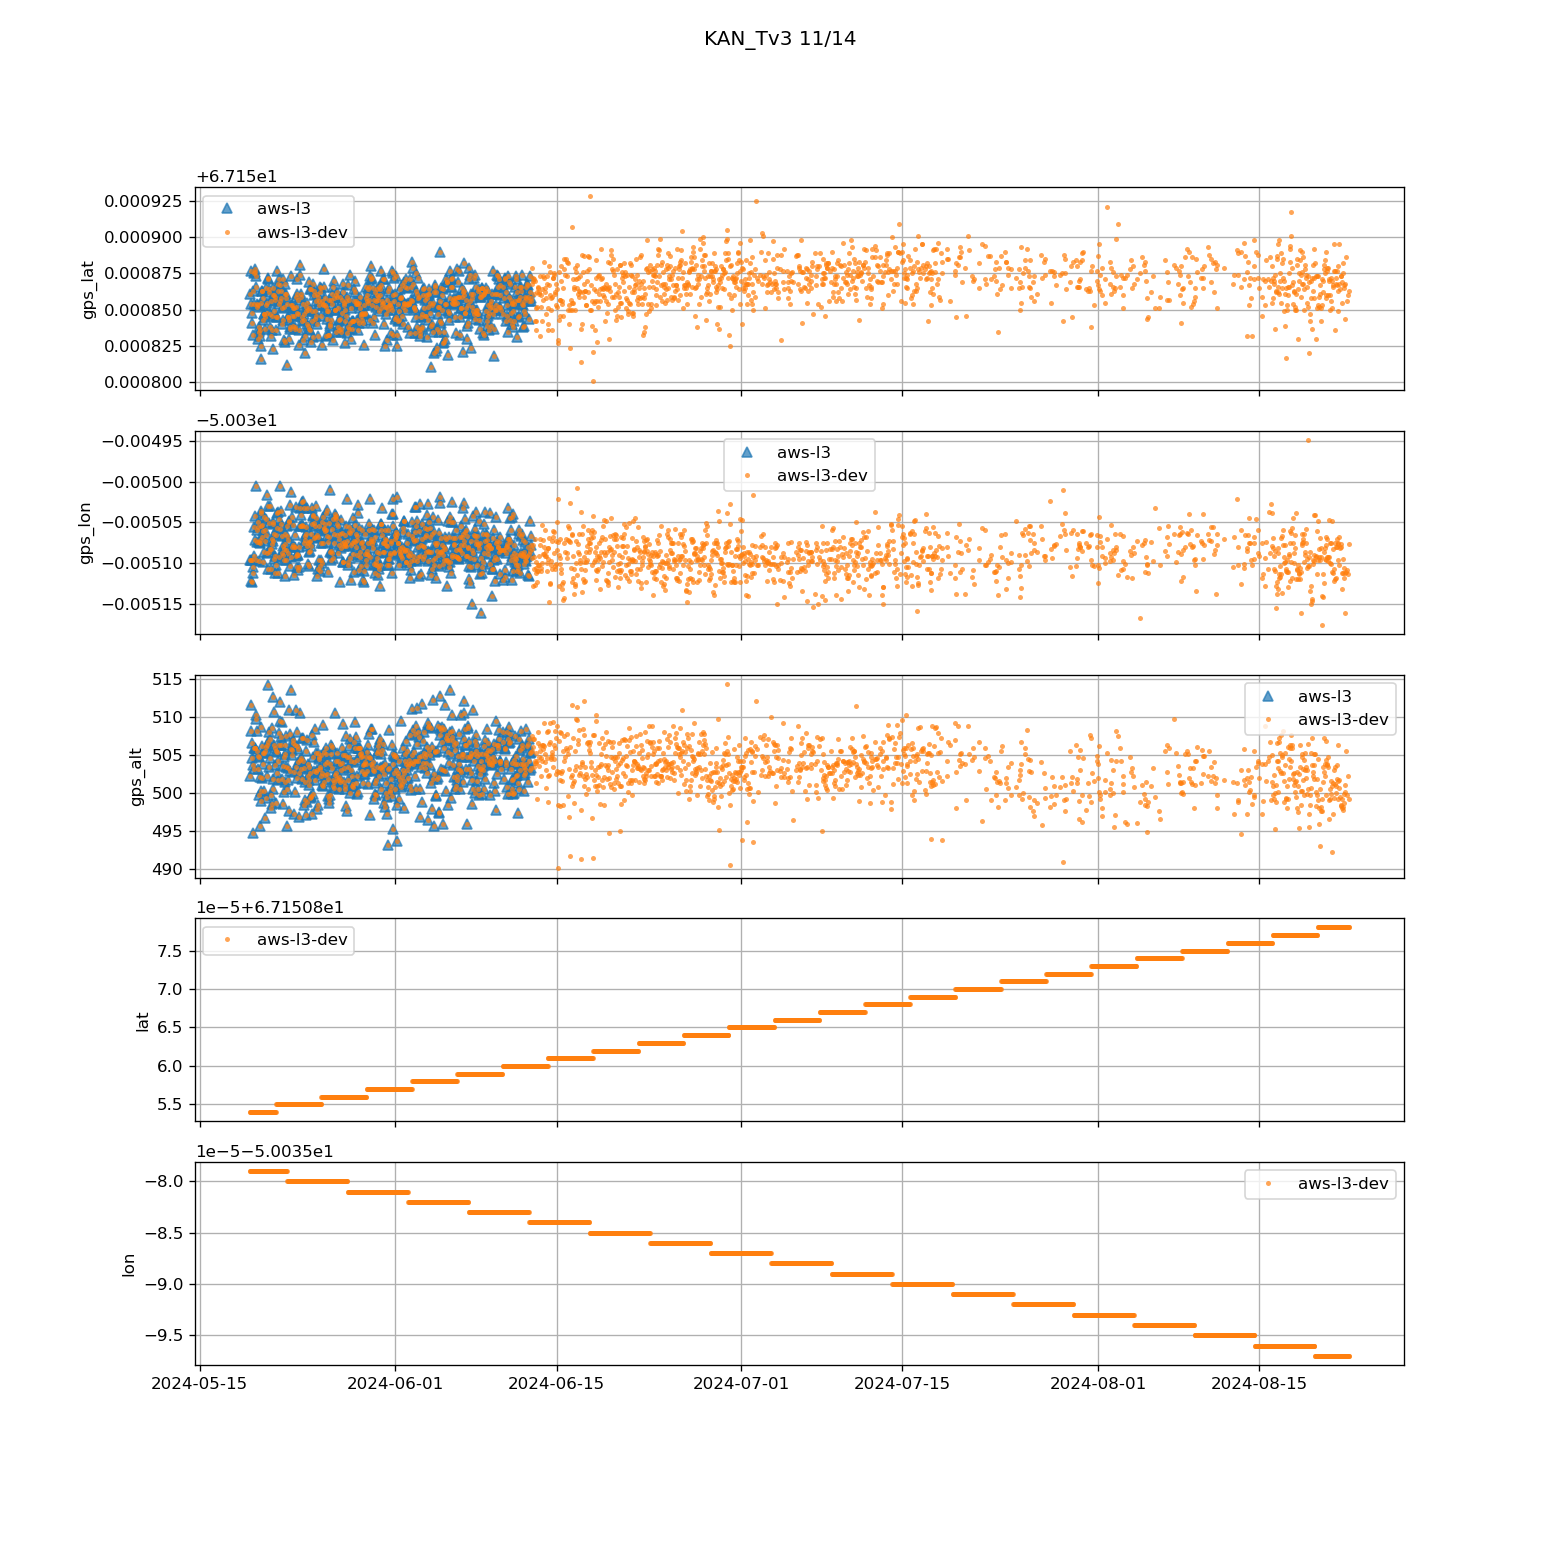 KAN_Tv3 11/14
+6.715e1
0.000925
0.000900
0.000875
0.000850
0.000825
0.000800
gps_lat
aws-l3
aws-l3-dev
−5.003e1
−0.00495
−0.00500
−0.00505
−0.00510
−0.00515
gps_lon
aws-l3
aws-l3-dev
515
510
505
500
495
490
gps_alt
aws-l3
aws-l3-dev
1e−5+6.71508e1
7.5
7.0
6.5
6.0
5.5
lat
aws-l3-dev
1e−5−5.0035e1
−8.0
−8.5
−9.0
−9.5
lon
aws-l3-dev
2024-05-15
2024-06-01
2024-06-15
2024-07-01
2024-07-15
2024-08-01
2024-08-15